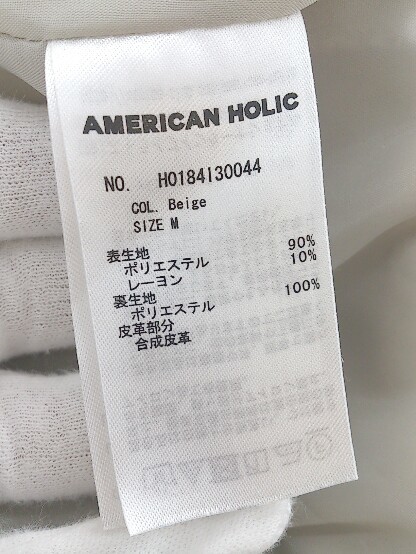 AMERICAN HOLIC
NO. HO184I30044
COL. Beige
SIZE M
表生地
ポリエステル 90%
レーヨン 10%
裏生地
ポリエステル 100%
皮革部分
合成皮革